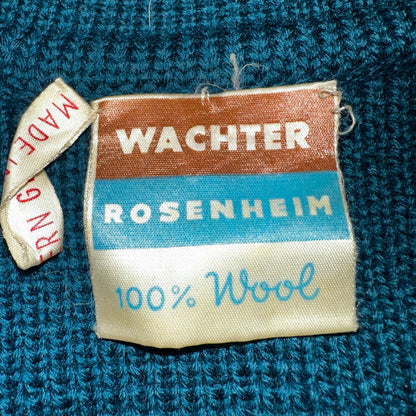 WACHTER
ROSENHEIM
100% Wool
MADE
ERN G